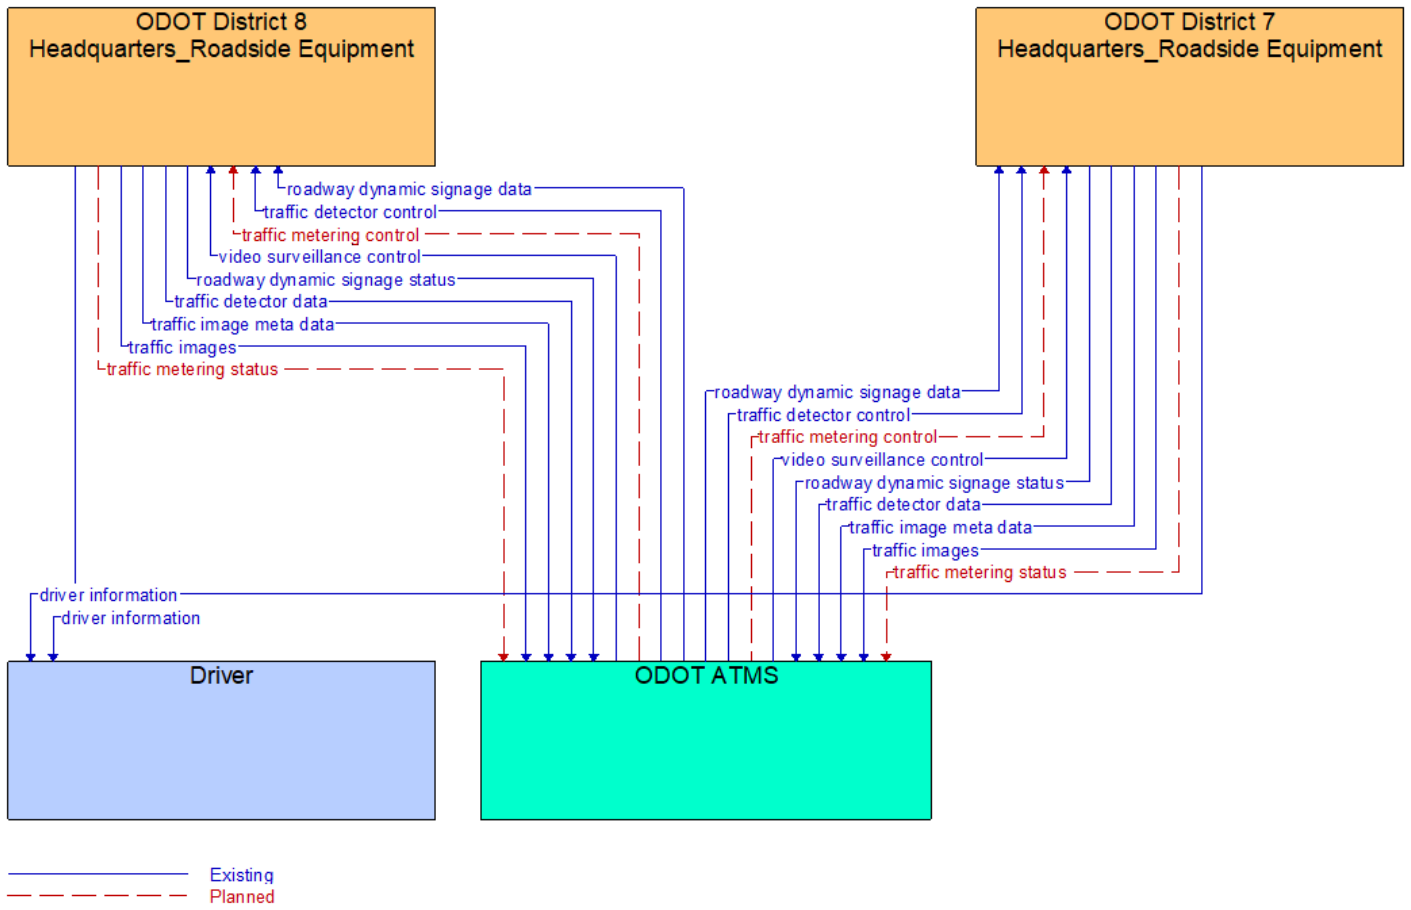 ODOT District 8
Headquarters_Roadside Equipment
ODOT District 7
Headquarters_Roadside Equipment
roadway dynamic signage data
traffic detector control
traffic metering control
video surveillance control
roadway dynamic signage status
traffic detector data
traffic image meta data
traffic images
traffic metering status
roadway dynamic signage data
traffic detector control
traffic metering control
video surveillance control
roadway dynamic signage status
traffic detector data
traffic image meta data
traffic images
traffic metering status
driver information
driver information
Driver
ODOT ATMS
Existing
Planned